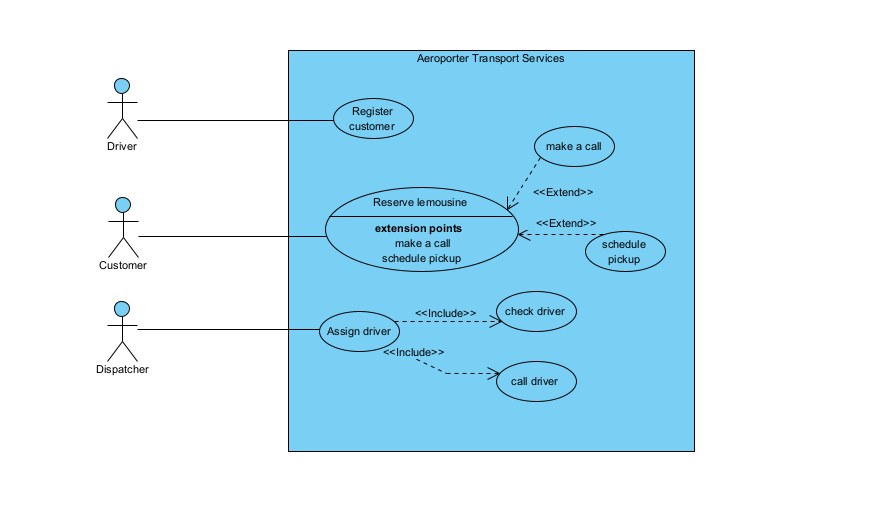 Aeroporter Transport Services
Driver
Register
customer
make a call
<<Extend>>
Customer
Reserve lemousine
extension points
make a call
schedule pickup
<<Extend>>
schedule
pickup
Dispatcher
Assign driver
<<Include>>
check driver
<<Include>>
call driver